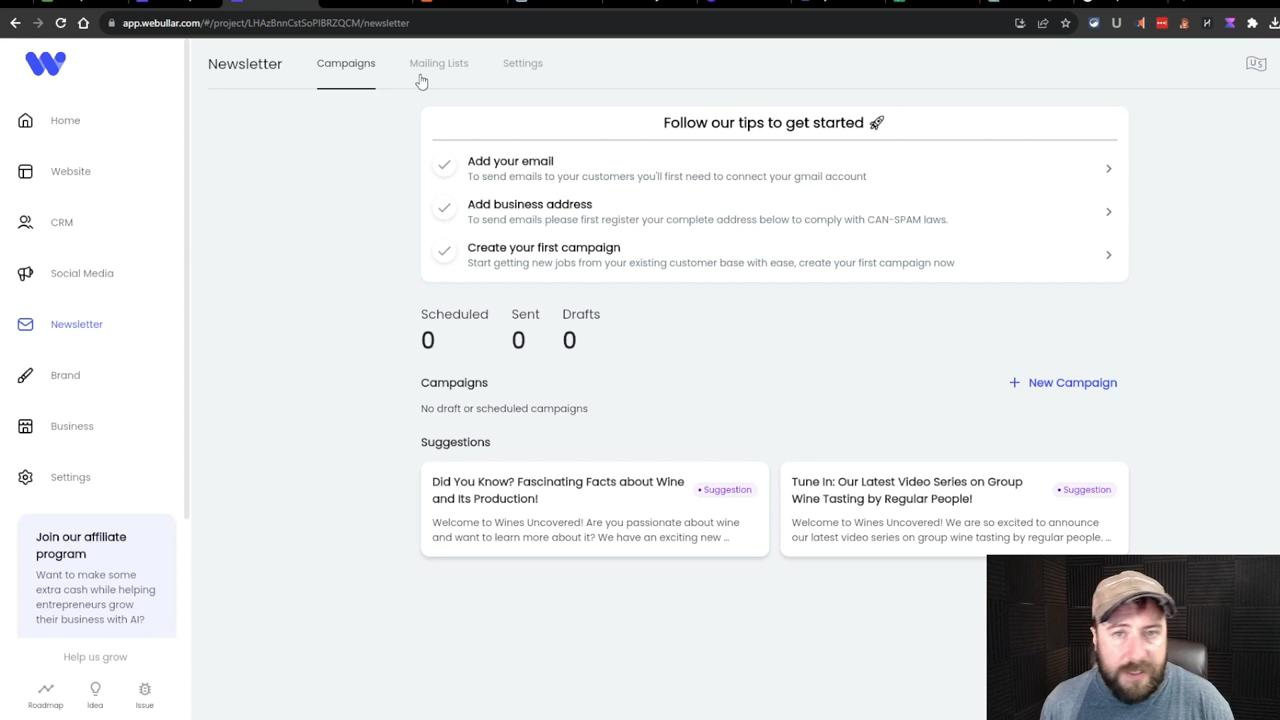 app.webullar.com/#/project/LHAzBnnCstSoPlBRZQCM/newsletter
Newsletter
Campaigns
Mailing Lists
Settings
US
Home
Website
CRM
Social Media
Newsletter
Brand
Business
Settings
Join our affiliate
program
Want to make some
extra cash while helping
entrepreneurs grow
their business with AI?
Help us grow
Roadmap
Idea
Issue
Follow our tips to get started 🚀
Add your email
To send emails to your customers you'll first need to connect your gmail account
Add business address
To send emails please first register your complete address below to comply with CAN-SPAM laws.
Create your first campaign
Start getting new jobs from your existing customer base with ease, create your first campaign now
Scheduled
Sent
Drafts
0
0
0
Campaigns
+ New Campaign
No draft or scheduled campaigns
Suggestions
Did You Know? Fascinating Facts about Wine
and Its Production!
• Suggestion
Welcome to Wines Uncovered! Are you passionate about wine
and want to learn more about it? We have an exciting new ...
Tune In: Our Latest Video Series on Group
Wine Tasting by Regular People!
• Suggestion
Welcome to Wines Uncovered! We are so excited to announce
our latest video series on group wine tasting by regular people. ...